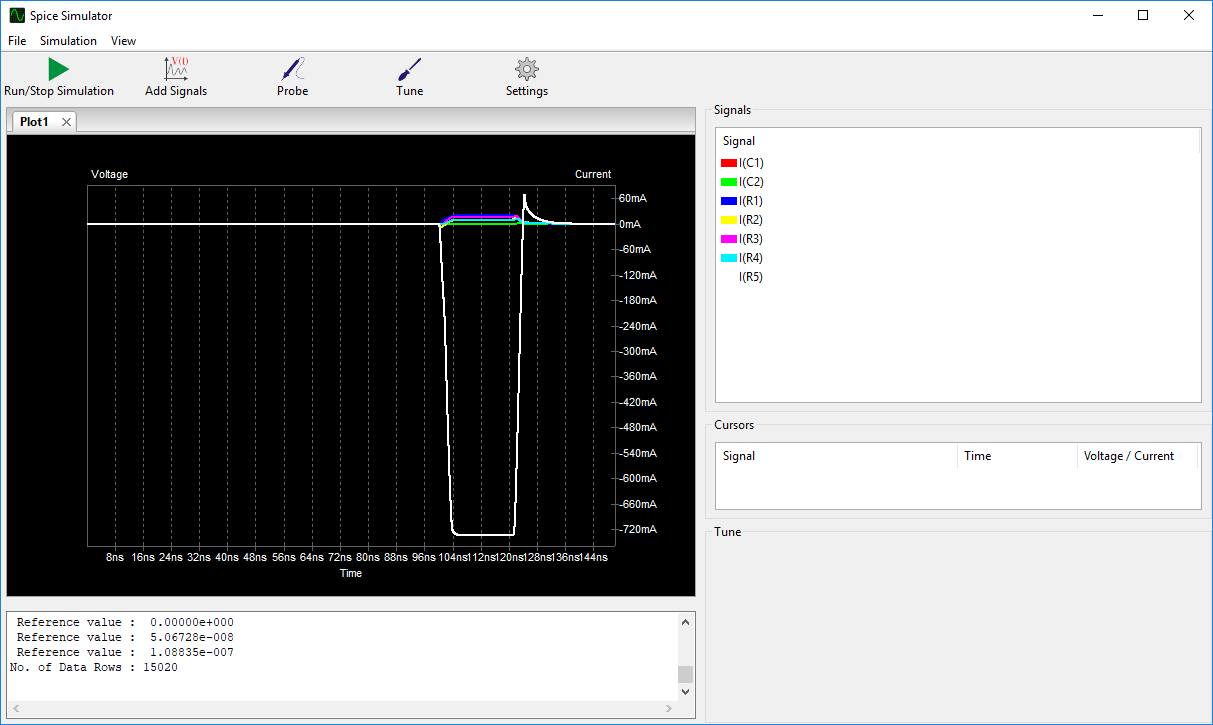 Spice Simulator
File Simulation View
V(t)
Run/Stop Simulation Add Signals Probe Tune Settings
Plot1
Voltage Current
60mA
0mA
-60mA
-120mA
-180mA
-240mA
-300mA
-360mA
-420mA
-480mA
-540mA
-600mA
-660mA
-720mA
8ns 16ns 24ns 32ns 40ns 48ns 56ns 64ns 72ns 80ns 88ns 96ns 104ns 112ns 120ns 128ns 136ns 144ns
Time
Reference value : 0.00000e+000
Reference value : 5.06728e-008
Reference value : 1.08835e-007
No. of Data Rows : 15020
Signals
Signal
I(C1)
I(C2)
I(R1)
I(R2)
I(R3)
I(R4)
I(R5)
Cursors
Signal Time Voltage / Current
Tune